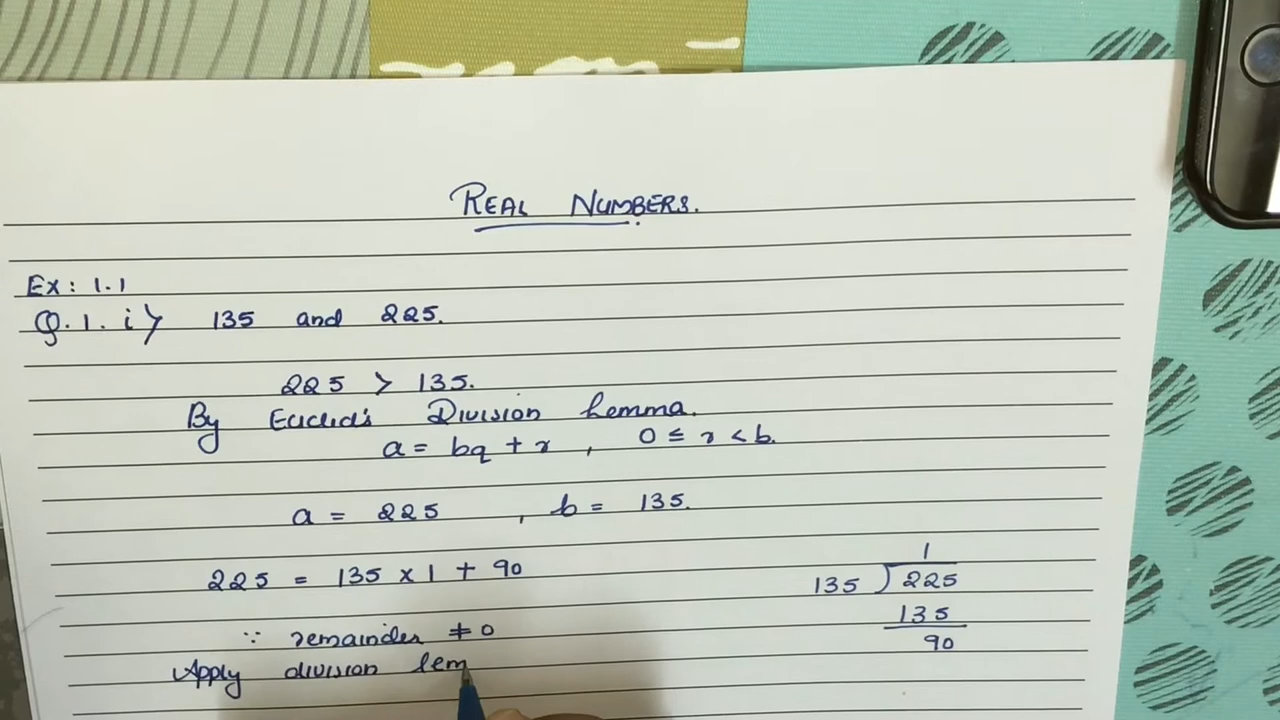 REAL NUMBERS.
Ex: 1.1
Q.1. i> 135 and 225.
225 > 135.
By Euclid's Division Lemma.
a = bq + r , 0 ≤ r < b.
a = 225 , b = 135.
225 = 135 x 1 + 90
∵ remainder ≠ 0
Apply division lem
1
135 ) 225
135
90